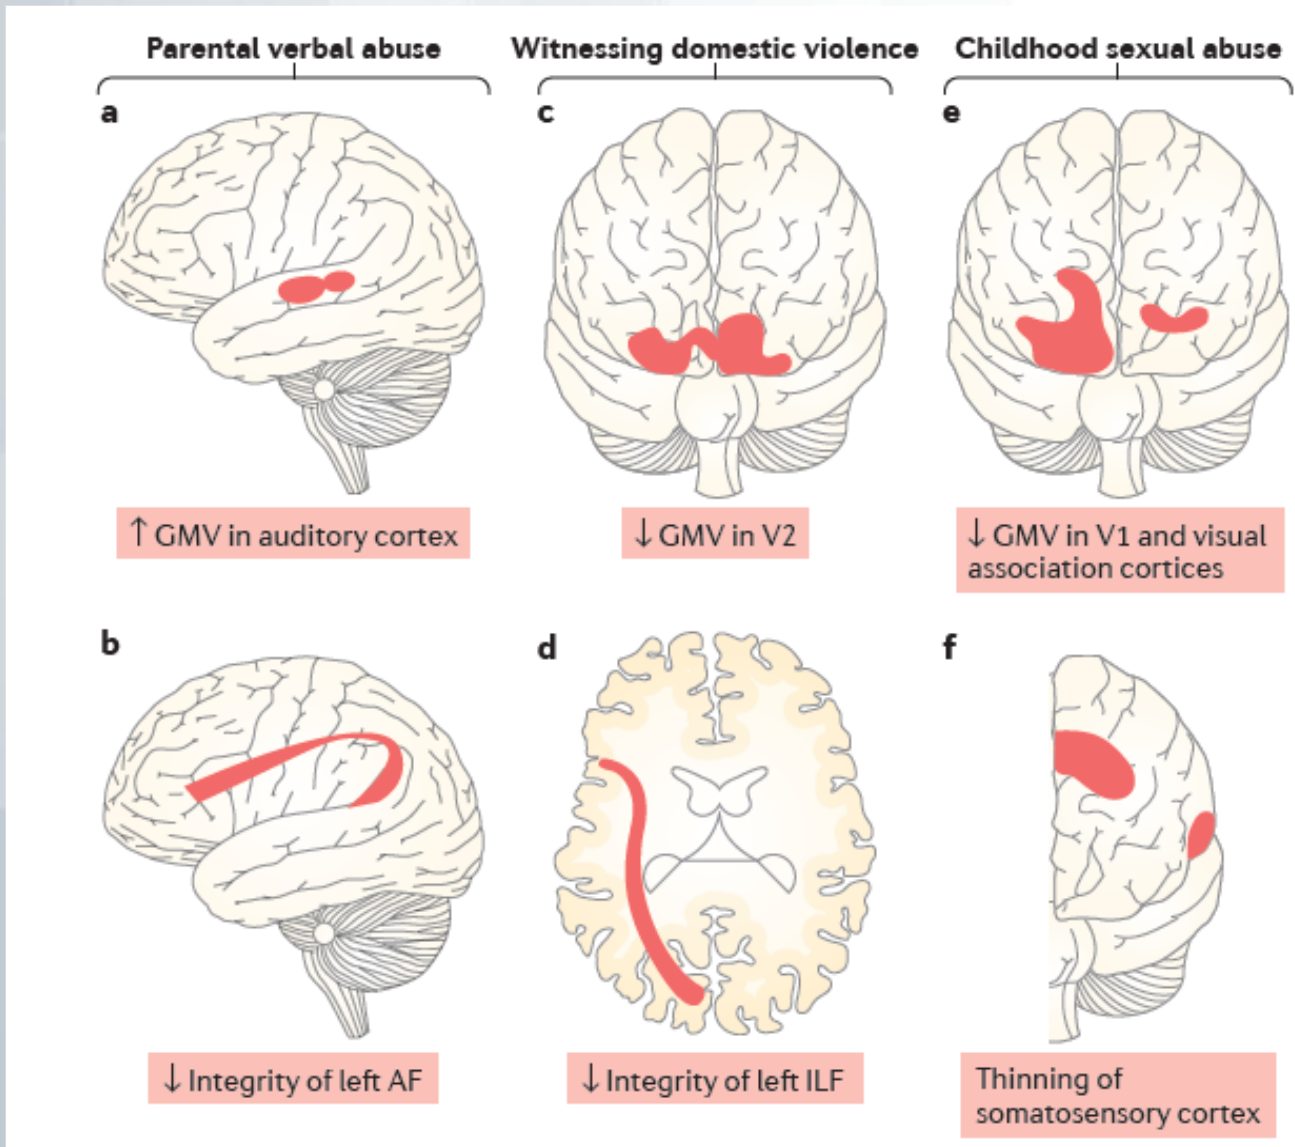 Parental verbal abuse
Witnessing domestic violence
Childhood sexual abuse
a
c
e
↑ GMV in auditory cortex
↓ GMV in V2
↓ GMV in V1 and visual
association cortices
b
d
f
↓ Integrity of left AF
↓ Integrity of left ILF
Thinning of
somatosensory cortex